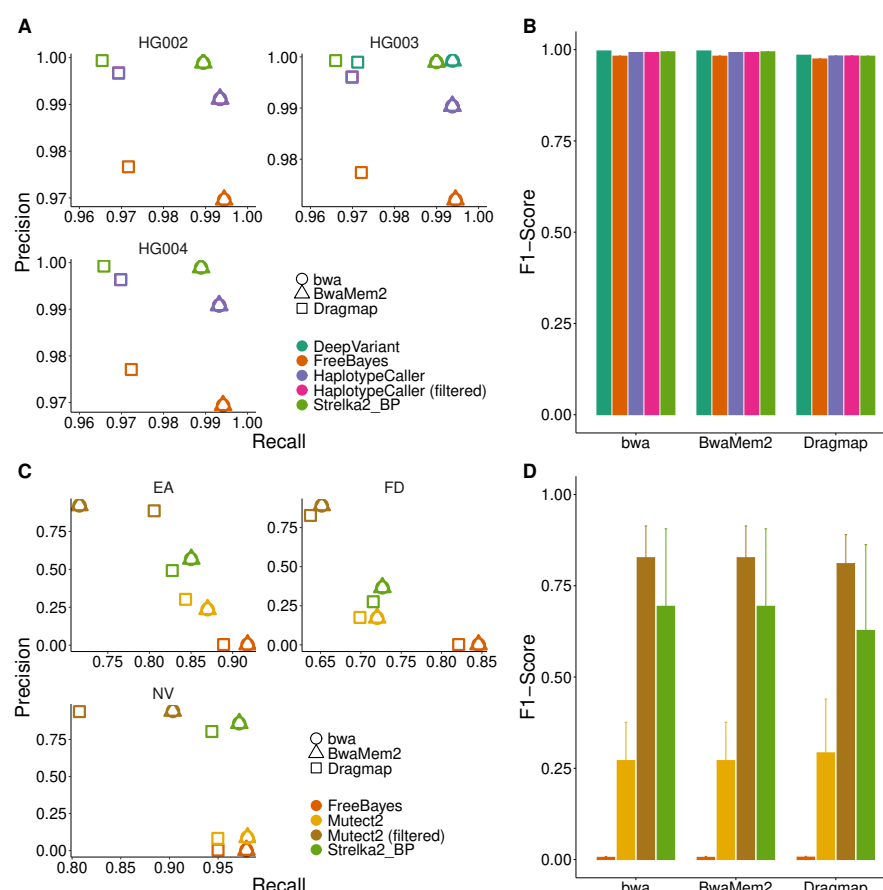 A
HG002
HG003
1.00
0.99
0.98
0.97
0.96 0.97 0.99 1.00
1.00
0.99
0.98
0.96 0.97 0.99 1.00
Precision
HG004
1.00
0.99
0.98
0.97
0.96 0.97 0.99 1.00
Recall
bwa
BwaMem2
Dragmap
DeepVariant
FreeBayes
HaplotypeCaller
HaplotypeCaller (filtered)
Strelka2_BP
B
F1−Score
1.00
0.75
0.50
0.25
0.00
bwa BwaMem2 Dragmap
C
EA
FD
0.75
0.50
0.25
0.00
0.75 0.80 0.85 0.90
0.75
0.50
0.25
0.00
0.65 0.70 0.75 0.80 0.85
Precision
NV
0.75
0.50
0.25
0.00
0.80 0.85 0.90 0.95
Recall
bwa
BwaMem2
Dragmap
FreeBayes
Mutect2
Mutect2 (filtered)
Strelka2_BP
D
F1−Score
1.00
0.75
0.50
0.25
0.00
bwa BwaMem2 Dragmap